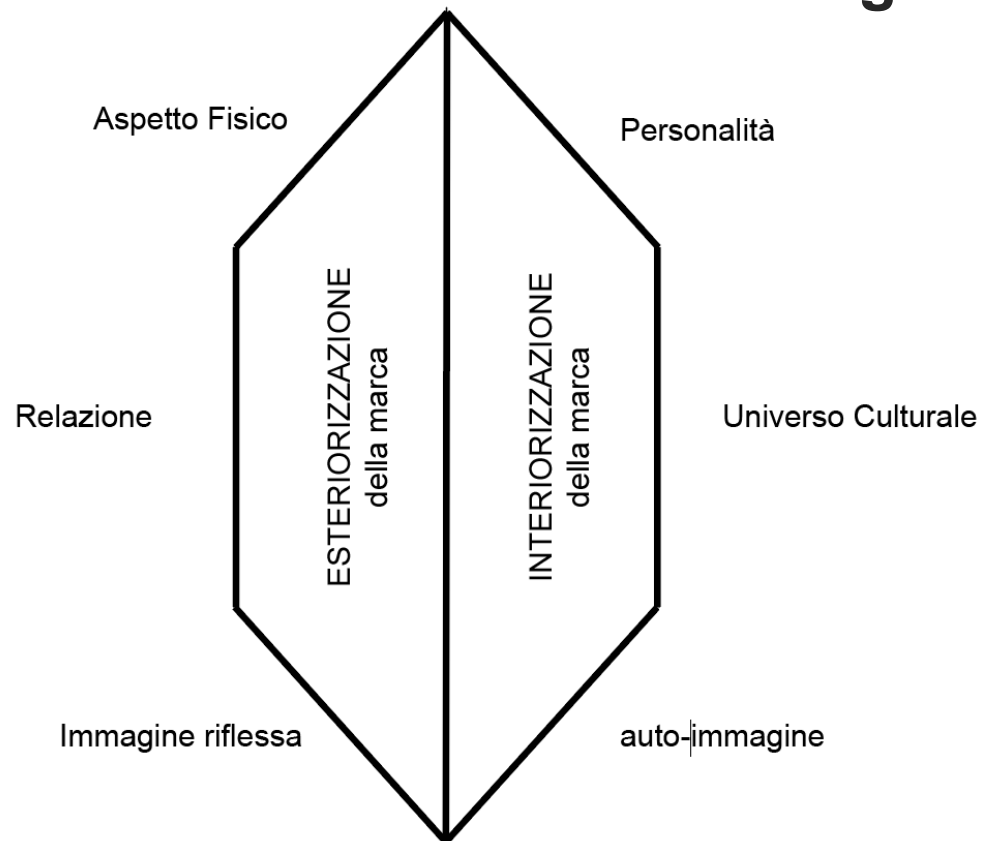 g
Aspetto Fisico
Personalità
ESTERIORIZZAZIONE
della marca
INTERIORIZZAZIONE
della marca
Relazione
Universo Culturale
Immagine riflessa
auto-immagine